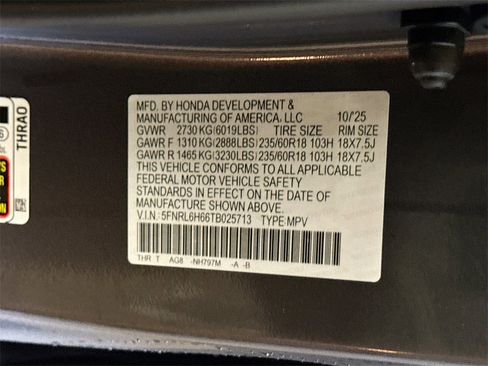 MFD. BY HONDA DEVELOPMENT &
MANUFACTURING OF AMERICA, LLC 10/'25
GVWR 2730 KG (6019LBS) TIRE SIZE RIM SIZE
GAWR F 1310 KG (2888LBS) 235/60R18 103H 18X7.5J
GAWR R 1465 KG (3230LBS) 235/60R18 103H 18X7.5J
THIS VEHICLE CONFORMS TO ALL APPLICABLE
FEDERAL MOTOR VEHICLE SAFETY
STANDARDS IN EFFECT ON THE DATE OF
MANUFACTURE SHOWN ABOVE.
V.I.N.: 5FNRL6H66TB025713 TYPE:MPV
THR T AG8 -NH797M -A -B
THRA0